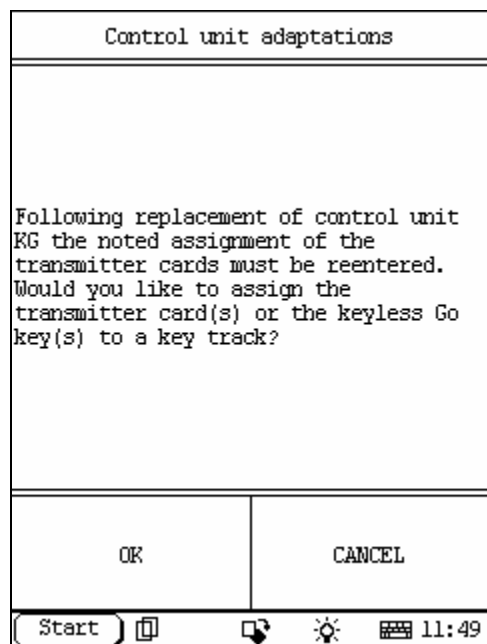 Control unit adaptations
Following replacement of control unit
KG the noted assignment of the
transmitter cards must be reentered.
Would you like to assign the
transmitter card(s) or the keyless Go
key(s) to a key track?
OK
CANCEL
Start
11:49